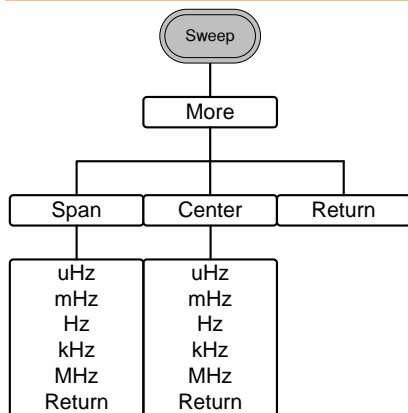 Sweep
More
Span Center Return
uHz uHz
mHz mHz
Hz Hz
kHz kHz
MHz MHz
Return Return